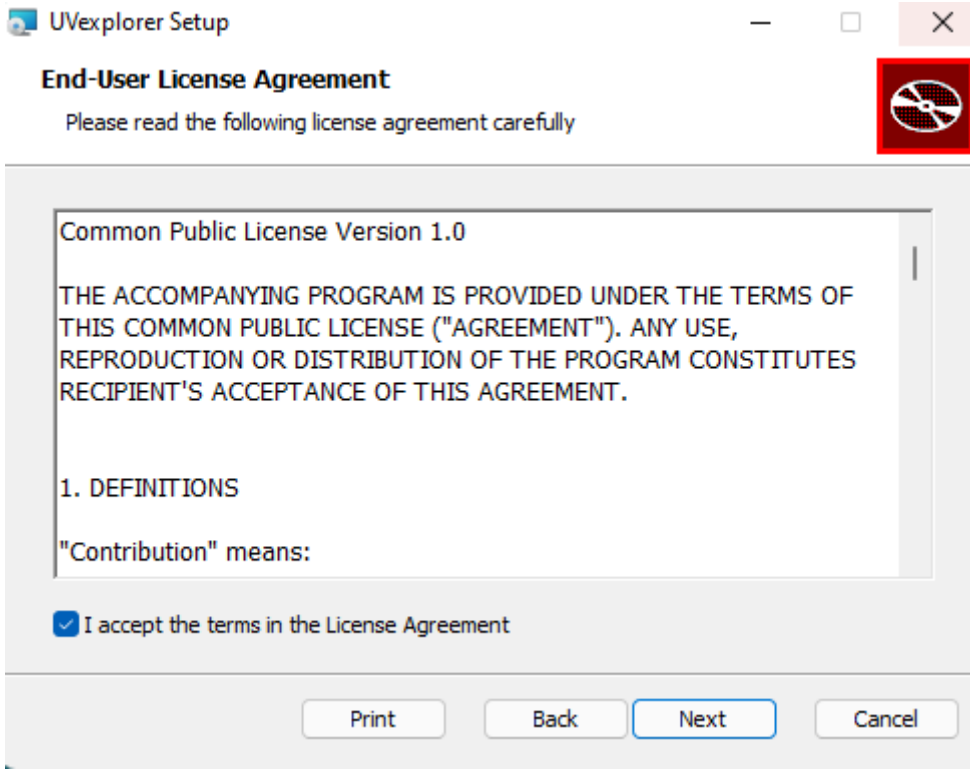 UVexplorer Setup
End-User License Agreement
Please read the following license agreement carefully
Common Public License Version 1.0
THE ACCOMPANYING PROGRAM IS PROVIDED UNDER THE TERMS OF
THIS COMMON PUBLIC LICENSE ("AGREEMENT"). ANY USE,
REPRODUCTION OR DISTRIBUTION OF THE PROGRAM CONSTITUTES
RECIPIENT'S ACCEPTANCE OF THIS AGREEMENT.
1. DEFINITIONS
"Contribution" means:
I accept the terms in the License Agreement
Print Back Next Cancel